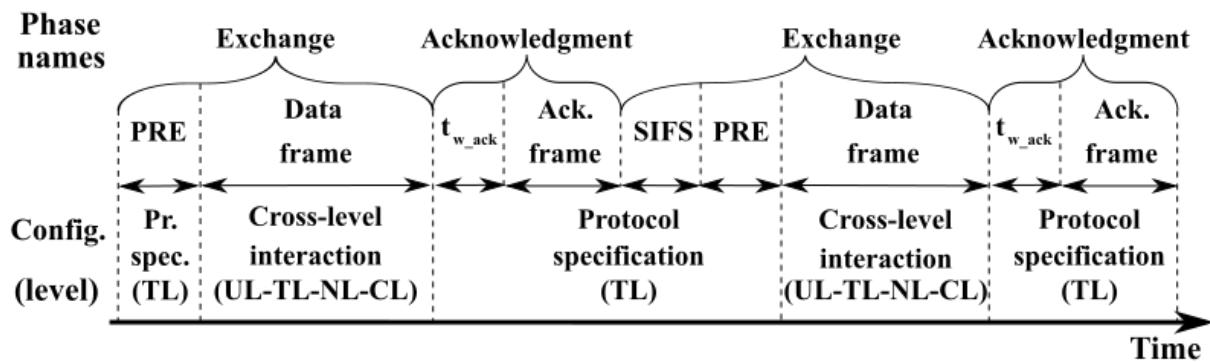 Phase
names
Exchange
Acknowledgment
Exchange
Acknowledgment
PRE
Data
frame
t w_ack
Ack.
frame
SIFS
PRE
Data
frame
t w_ack
Ack.
frame
Config.
(level)
Pr.
spec.
(TL)
Cross-level
interaction
(UL-TL-NL-CL)
Protocol
specification
(TL)
Cross-level
interaction
(UL-TL-NL-CL)
Protocol
specification
(TL)
Time